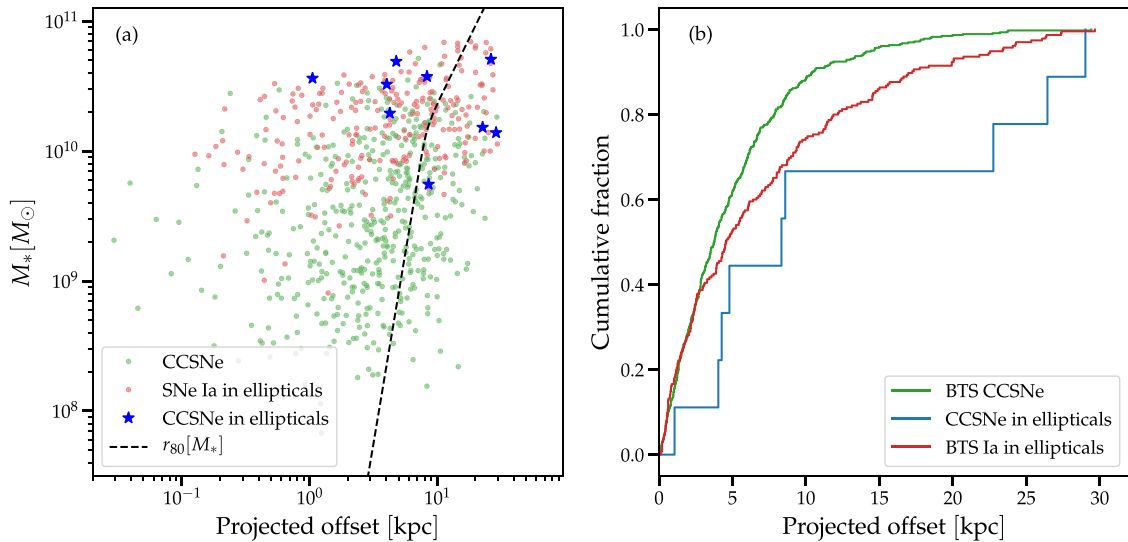 (a)
10^{11}
10^{10}
10^{9}
10^{8}
M_*[M_⊙]
CCSNe
SNe Ia in ellipticals
CCSNe in ellipticals
r_{80}[M_*]
10^{-1}
10^{0}
10^{1}
Projected offset [kpc]
(b)
1.0
0.8
0.6
0.4
0.2
0.0
Cumulative fraction
BTS CCSNe
CCSNe in ellipticals
BTS Ia in ellipticals
0
5
10
15
20
25
30
Projected offset [kpc]